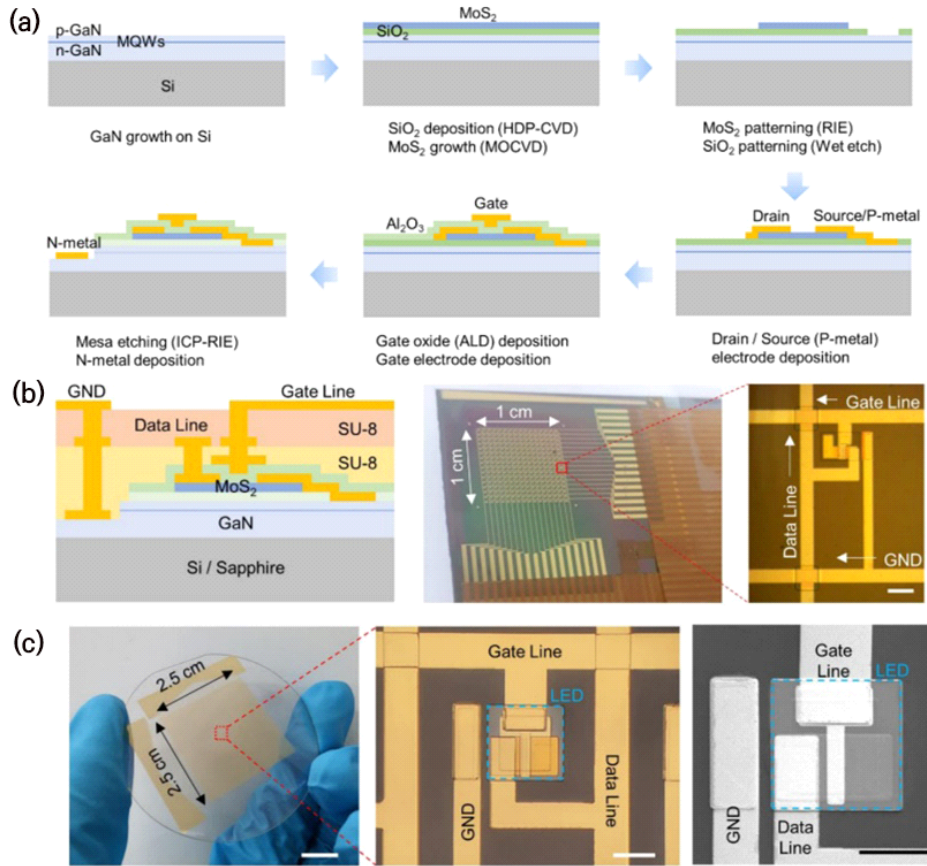 (a)
p-GaN
MQWs
n-GaN
Si
GaN growth on Si
MoS₂
SiO₂
SiO₂ deposition (HDP-CVD)
MoS₂ growth (MOCVD)
MoS₂ patterning (RIE)
SiO₂ patterning (Wet etch)
N-metal
Mesa etching (ICP-RIE)
N-metal deposition
Gate
Al₂O₃
Gate oxide (ALD) deposition
Gate electrode deposition
Drain
Source/P-metal
Drain / Source (P-metal)
electrode deposition
(b)
GND
Gate Line
Data Line
SU-8
SU-8
MoS₂
GaN
Si / Sapphire
1 cm
1 cm
Gate Line
Data Line
GND
(c)
2.5 cm
2.5 cm
Gate Line
LED
GND
Data Line
Gate
Line
LED
GND
Data
Line